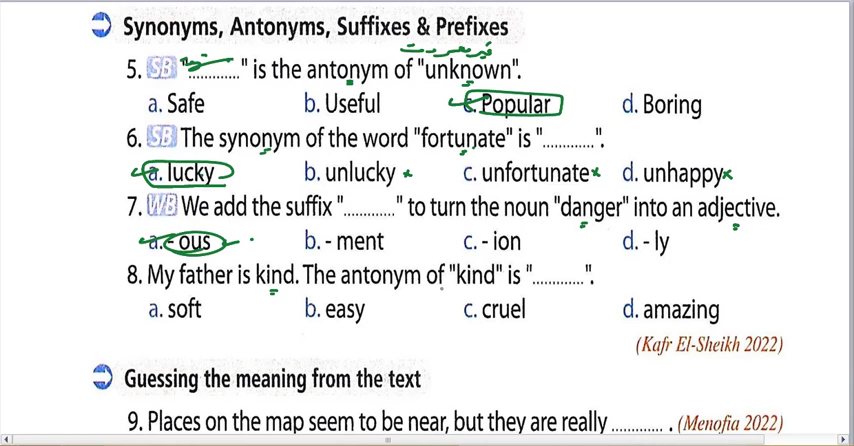 Synonyms, Antonyms, Suffixes & Prefixes
غير معروف
5. SB "............" is the antonym of "unknown".
a. Safe b. Useful c. Popular d. Boring
6. SB The synonym of the word "fortunate" is "............".
a. lucky b. unlucky c. unfortunate d. unhappy
7. WB We add the suffix "............" to turn the noun "danger" into an adjective.
a. - ous b. - ment c. - ion d. - ly
8. My father is kind. The antonym of "kind" is "............".
a. soft b. easy c. cruel d. amazing
(Kafr El-Sheikh 2022)
Guessing the meaning from the text
9. Places on the map seem to be near, but they are really ............ . (Menofia 2022)